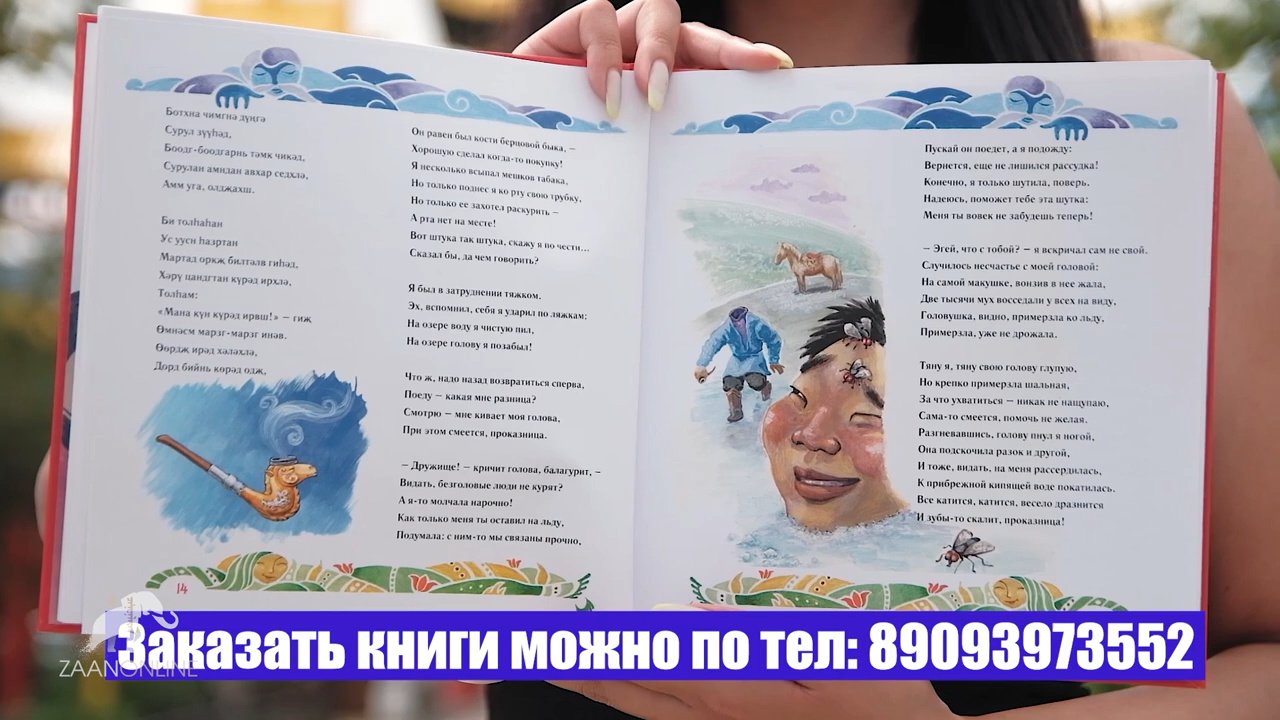 Ботхна чимгнә дүңгә
Сурул зүүһәд,
Боодг-боодгарнь тәмк чикәд,
Сурулан амндан авхар седхлә,
Амм уга, олджахш.
Би толһаһан
Ус уусн һазртан
Мартад оркҗ билтәлв гиһәд,
Хәрү цандгтан күрәд ирхлә,
Толһам:
«Мана күн күрәд ирвш!» — гиҗ
Өмнәсм марзг-марзг инәв.
Өөрдҗ ирәд хәләхлә,
Дорд бийнь көрәд одҗ,
14
Он равен был кости берцовой быка, –
Хорошую сделал когда-то покупку!
Я несколько всыпал мешков табака,
Но только поднес я ко рту свою трубку,
Но только ее захотел раскурить –
А рта нет на месте!
Вот штука так штука, скажу я по чести...
Сказал бы, да чем говорить?
Я был в затруднении тяжком.
Эх, вспомнил, себя я ударил по ляжкам:
На озере воду я чистую пил,
На озере голову я позабыл!
Что ж, надо назад возвратиться сперва,
Поеду – какая мне разница?
Смотрю – мне кивает моя голова,
При этом смеется, проказница.
– Дружище! – кричит голова, балагурит, –
Видать, безголовые люди не курят?
А я-то молчала нарочно!
Как только меня ты оставил на льду,
Подумала: с ним-то мы связаны прочно,
Пускай он поедет, а я подожду:
Вернется, еще не лишился рассудка!
Конечно, я только шутила, поверь.
Надеюсь, поможет тебе эта шутка:
Меня ты вовек не забудешь теперь!
– Эгей, что с тобой? – я вскричал сам не свой.
Случилось несчастье с моей головой:
На самой макушке, вонзив в нее жала,
Две тысячи мух восседали у всех на виду,
Головушка, видно, примерзла ко льду,
Примерзла, уже не дрожала.
Тяну я, тяну свою голову глупую,
Но крепко примерзла шальная,
За что ухватиться – никак не нащупаю,
Сама-то смеется, помочь не желая.
Разгневавшись, голову пнул я ногой,
Она подскочила разок и другой,
И тоже, видать, на меня рассердилась,
К прибрежной кипящей воде покатилась.
Все катится, катится, весело дразнится
И зубы-то скалит, проказница!
Заказать книги можно по тел: 89093973552
ZAANONLINE